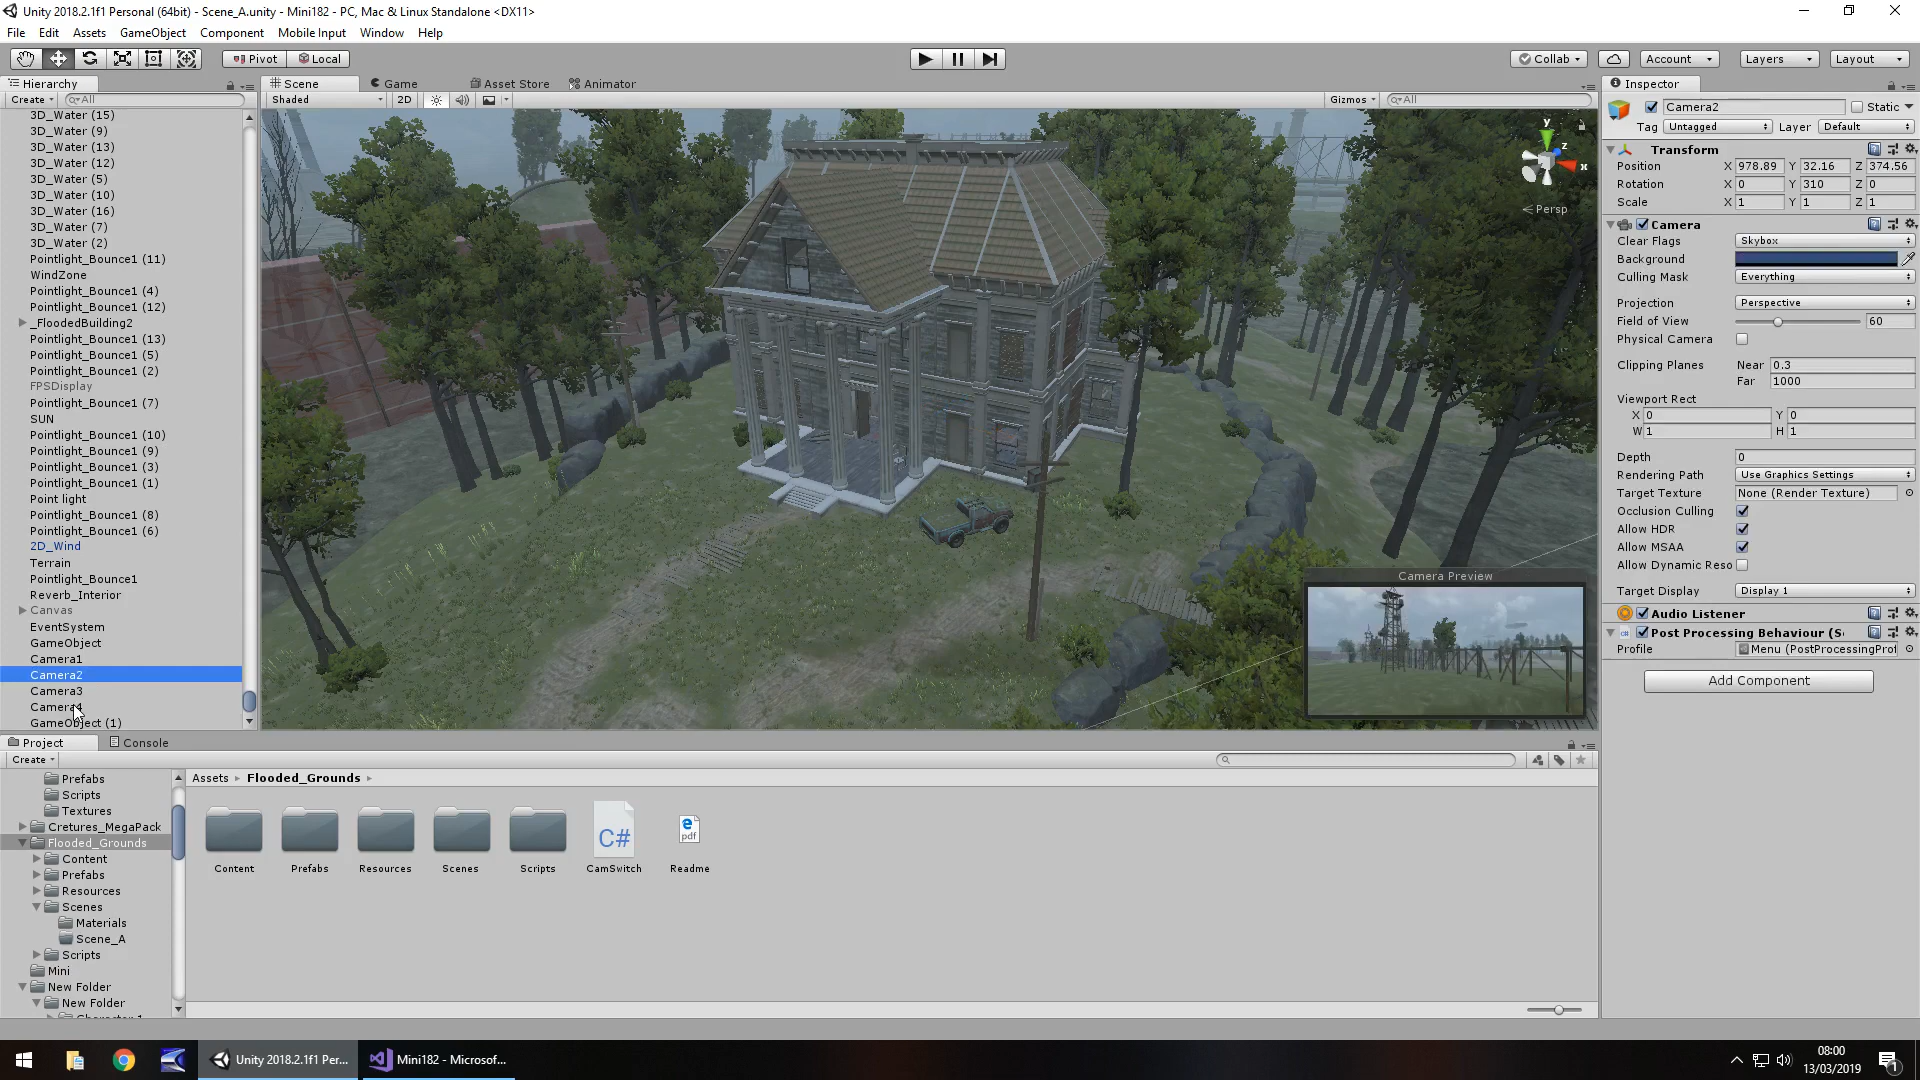 Unity 2018.2.1f1 Personal (64bit) - Scene_A.unity - Mini182 - PC, Mac & Linux Standalone <DX11>
File Edit Assets GameObject Component Mobile Input Window Help
Pivot Local Collab Account Layers Layout
Hierarchy
Create All
3D_Water (15)
3D_Water (9)
3D_Water (13)
3D_Water (12)
3D_Water (5)
3D_Water (10)
3D_Water (16)
3D_Water (7)
3D_Water (2)
Pointlight_Bounce1 (11)
WindZone
Pointlight_Bounce1 (4)
Pointlight_Bounce1 (12)
_FloodedBuilding2
Pointlight_Bounce1 (13)
Pointlight_Bounce1 (5)
Pointlight_Bounce1 (2)
FPSDisplay
Pointlight_Bounce1 (7)
SUN
Pointlight_Bounce1 (10)
Pointlight_Bounce1 (9)
Pointlight_Bounce1 (3)
Pointlight_Bounce1 (1)
Point light
Pointlight_Bounce1 (8)
Pointlight_Bounce1 (6)
2D_Wind
Terrain
Pointlight_Bounce1
Reverb_Interior
Canvas
EventSystem
GameObject
Camera1
Camera2
Camera3
Camera4
GameObject (1)
Scene Game Asset Store Animator
Shaded 2D Gizmos All
y
z
x
Persp
Camera Preview
Inspector
Camera2 Static
Tag Untagged Layer Default
Transform
Position X 978.89 Y 32.16 Z 374.56
Rotation X 0 Y 310 Z 0
Scale X 1 Y 1 Z 1
Camera
Clear Flags Skybox
Background
Culling Mask Everything
Projection Perspective
Field of View 60
Physical Camera
Clipping Planes Near 0.3
Far 1000
Viewport Rect
X 0 Y 0
W 1 H 1
Depth 0
Rendering Path Use Graphics Settings
Target Texture None (Render Texture)
Occlusion Culling
Allow HDR
Allow MSAA
Allow Dynamic Reso
Target Display Display 1
Audio Listener
Post Processing Behaviour (S
Profile Menu (PostProcessingProf
Add Component
Project Console
Create
Prefabs
Scripts
Textures
Cretures_MegaPack
Flooded_Grounds
Content
Prefabs
Resources
Scenes
Materials
Scene_A
Scripts
Mini
New Folder
New Folder
Assets Flooded_Grounds
C#
pdf
Content Prefabs Resources Scenes Scripts CamSwitch Readme
Unity 2018.2.1f1 Per...
Mini182 - Microsof...
08:00
13/03/2019
1